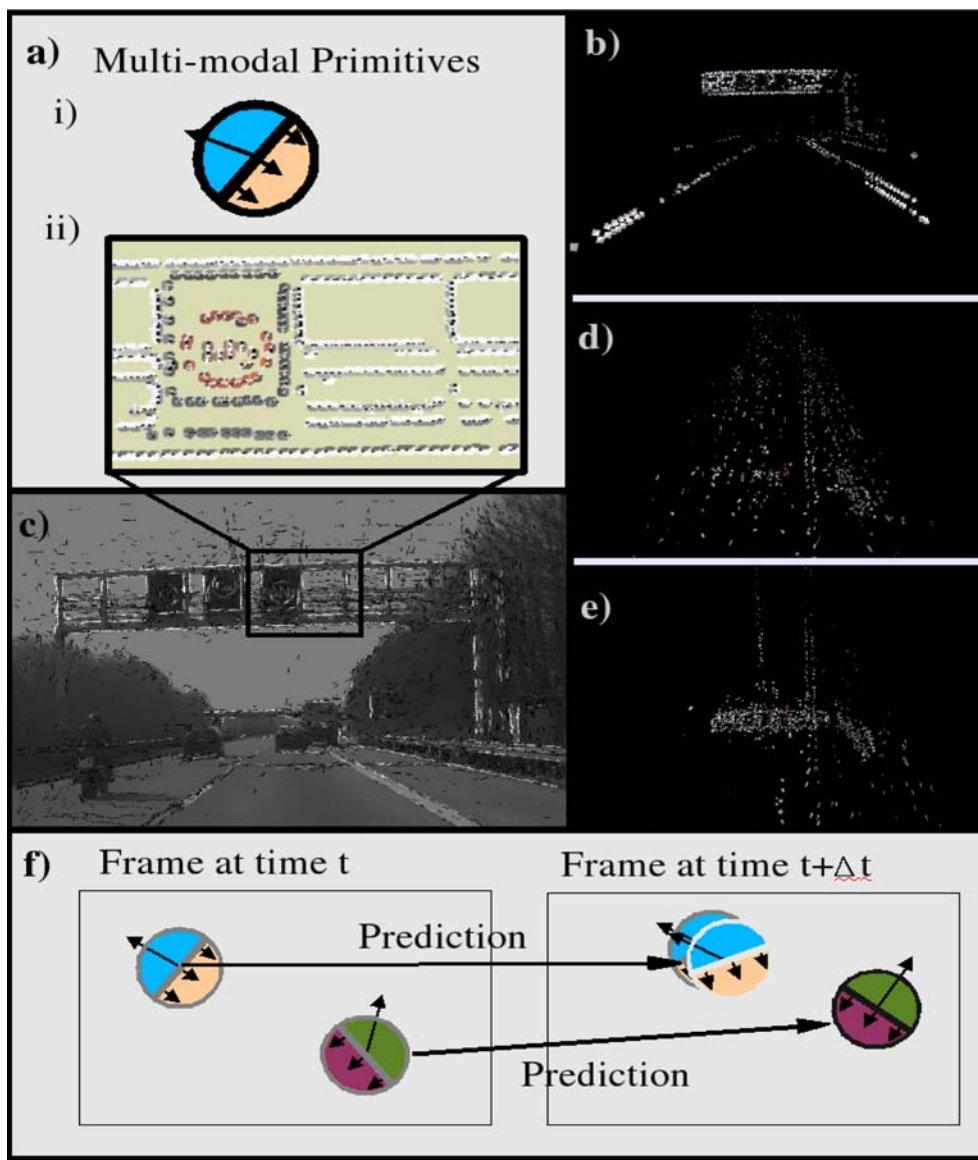 a)
Multi-modal Primitives
i)
ii)
b)
c)
d)
e)
f)
Frame at time t
Frame at time t+Δt
Prediction
Prediction